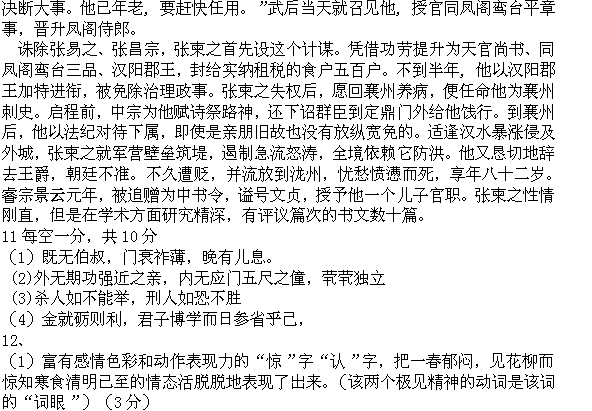 决断大事。他已年老, 要赶快任用。 ”武后当天就召见他, 授官同凤阁鸾台平章
事，晋升凤阁侍郎。
诛除张易之、张昌宗，张柬之首先设这个计谋。凭借功劳提升为天官尚书、同
凤阁鸾台三品、汉阳郡王，封给实纳租税的食户五百户。不到半年, 他以汉阳郡
王加特进衔，被免除治理政事。张柬之失权后，愿回襄州养病，便任命他为襄州
刺史。启程前，中宗为他赋诗祭路神，还下诏群臣到定鼎门外给他饯行。到襄州
后，他以法纪对待下属，即使是亲朋旧故也没有放纵宽免的。适逢汉水暴涨侵及
外城，张柬之就军营壁垒筑堤，遏制急流怒涛，全境依赖它防洪。他又恳切地辞
去王爵，朝廷不准。不久遭贬，并流放到泷州，忧愁愤懑而死，享年八十二岁。
睿宗景云元年，被追赠为中书令，谥号文贞，授予他一个儿子官职。张柬之性情
刚直，但是在学术方面研究精深，有评议篇次的书文数十篇。
11 每空一分，共 10 分
（1）既无伯叔，门衰祚薄，晚有儿息。
(2)外无期功强近之亲，内无应门五尺之僮，茕茕独立
(3)杀人如不能举，刑人如恐不胜
（4）金就砺则利，君子博学而日参省乎己，
12、
（1）富有感情色彩和动作表现力的“惊 ”字“认 ”字，把一春郁闷，见花柳而
惊知寒食清明已至的情态活脱脱地表现了出来。（该两个极见精神的动词是该词
的“词眼 ”）（3 分）